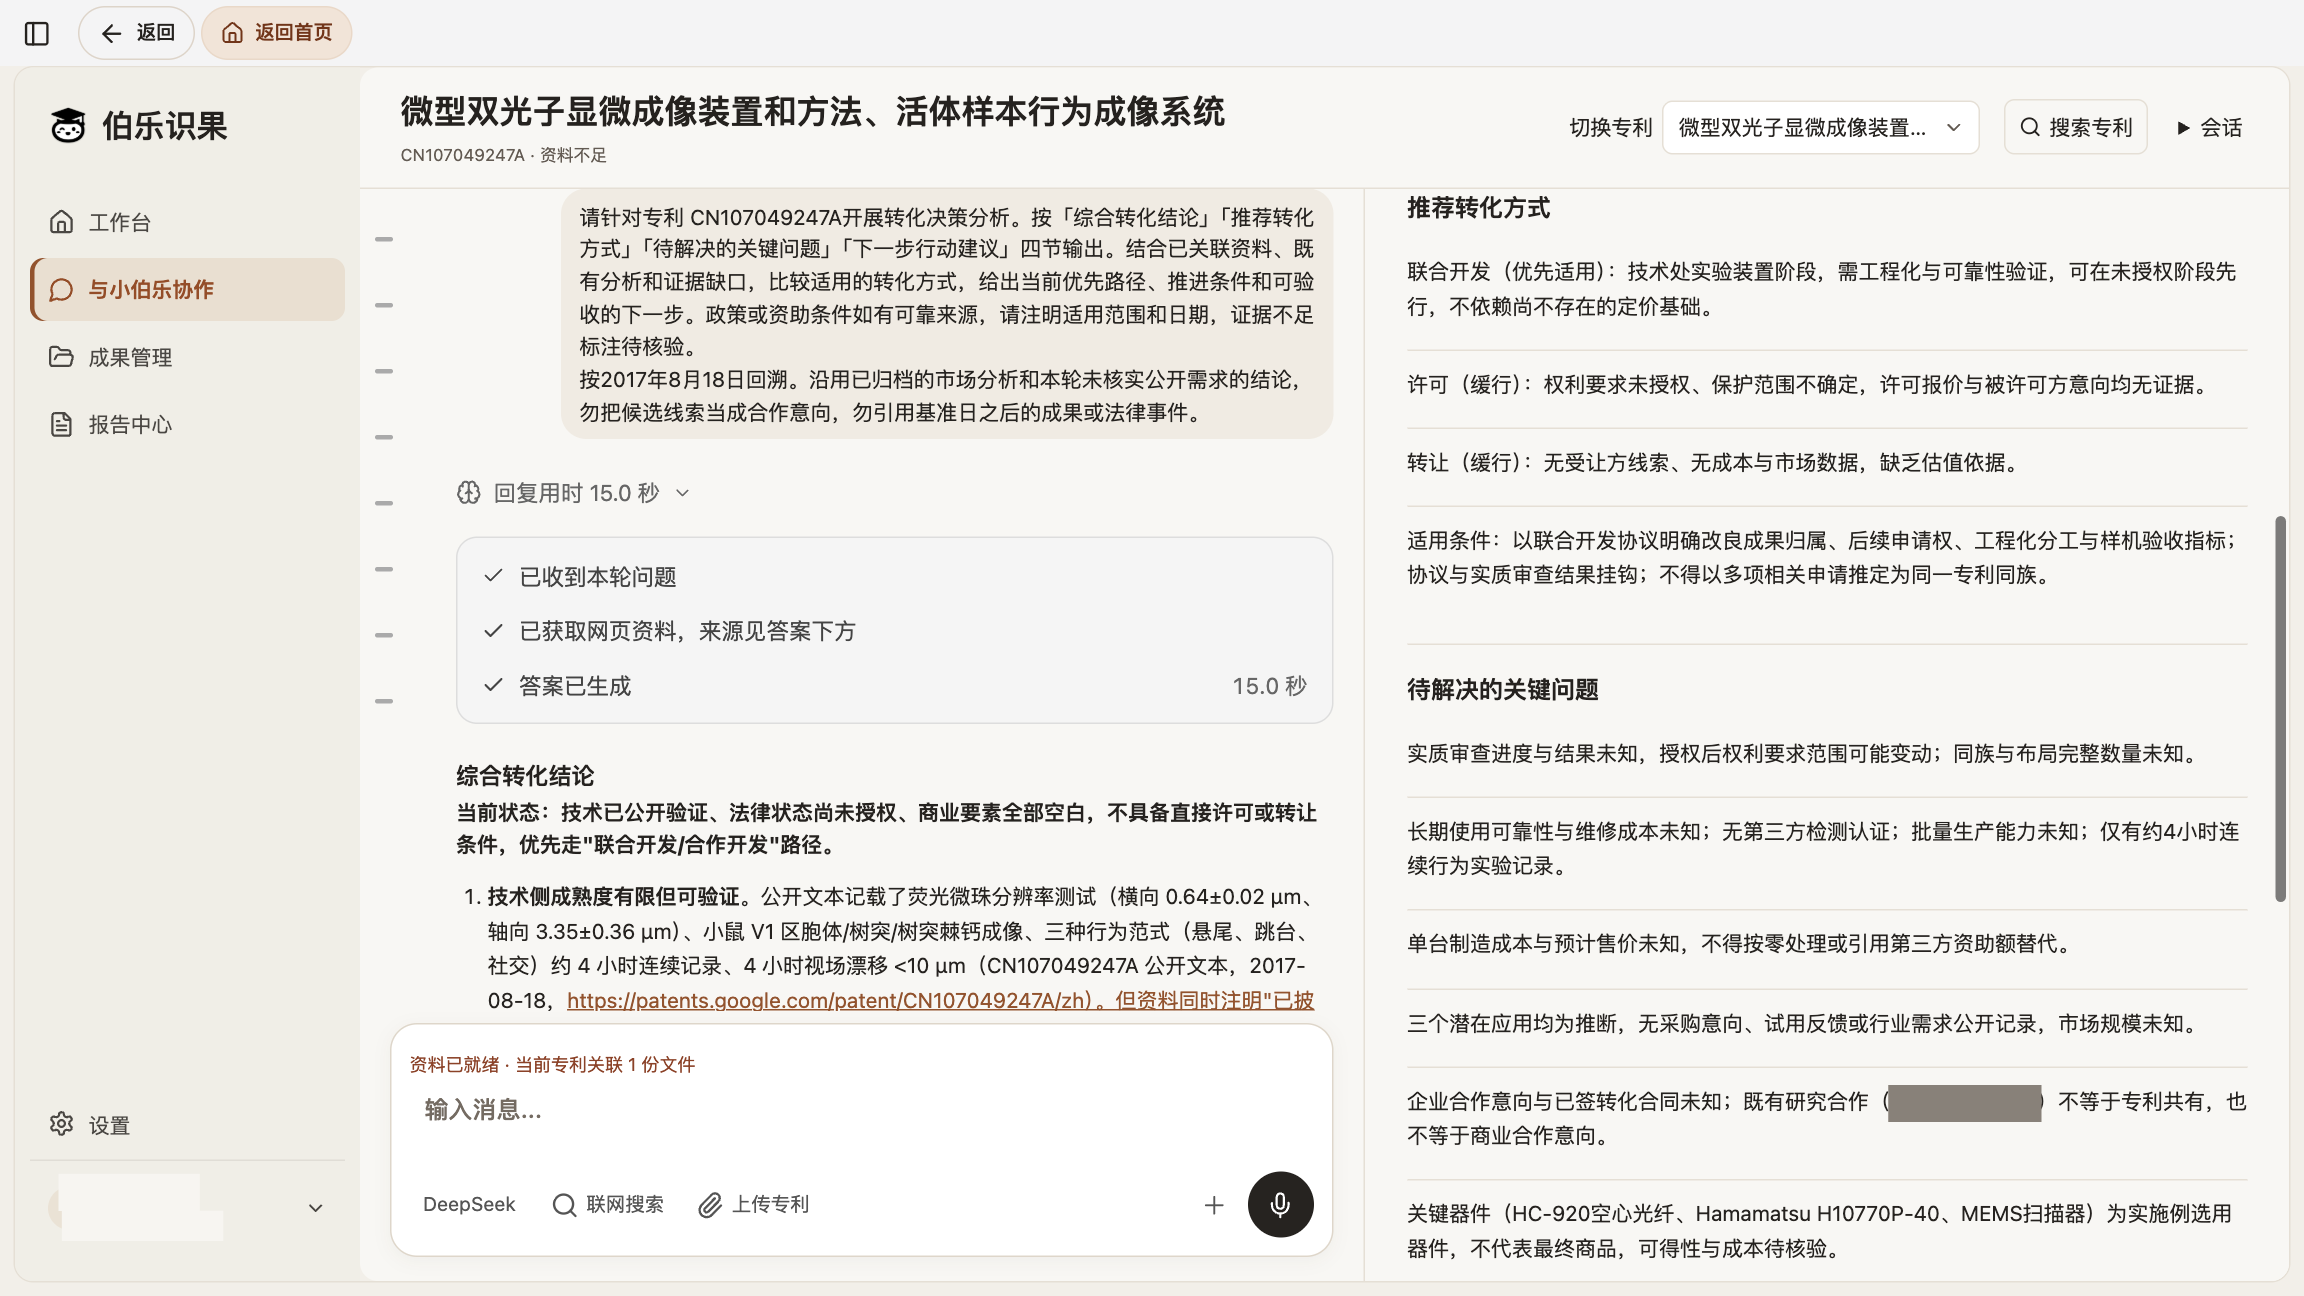 返回
返回首页
伯乐识果
工作台
与小伯乐协作
成果管理
报告中心
设置
微型双光子显微成像装置和方法、活体样本行为成像系统
CN107049247A · 资料不足
切换专利
微型双光子显微成像装置...
搜索专利
会话
请针对专利 CN107049247A开展转化决策分析。按「综合转化结论」「推荐转化
方式」「待解决的关键问题」「下一步行动建议」四节输出。结合已关联资料、既
有分析和证据缺口，比较适用的转化方式，给出当前优先路径、推进条件和可验
收的下一步。政策或资助条件如有可靠来源，请注明适用范围和日期，证据不足
标注待核验。
按2017年8月18日回溯。沿用已归档的市场分析和本轮未核实公开需求的结论，
勿把候选线索当成合作意向，勿引用基准日之后的成果或法律事件。
回复用时 15.0 秒
已收到本轮问题
已获取网页资料，来源见答案下方
答案已生成
15.0 秒
综合转化结论
当前状态：技术已公开验证、法律状态尚未授权、商业要素全部空白，不具备直接许可或转让
条件，优先走"联合开发/合作开发"路径。
1. 技术侧成熟度有限但可验证。公开文本记载了荧光微珠分辨率测试（横向 0.64±0.02 μm、
轴向 3.35±0.36 μm）、小鼠 V1 区胞体/树突/树突棘钙成像、三种行为范式（悬尾、跳台、
社交）约 4 小时连续记录、4 小时视场漂移 <10 μm（CN107049247A 公开文本，2017-
08-18，https://patents.google.com/patent/CN107049247A/zh）。但资料同时注明"已披
资料已就绪 · 当前专利关联 1 份文件
输入消息...
DeepSeek
联网搜索
上传专利
推荐转化方式
联合开发（优先适用）：技术处实验装置阶段，需工程化与可靠性验证，可在未授权阶段先
行，不依赖尚不存在的定价基础。
许可（缓行）：权利要求未授权、保护范围不确定，许可报价与被许可方意向均无证据。
转让（缓行）：无受让方线索、无成本与市场数据，缺乏估值依据。
适用条件：以联合开发协议明确改良成果归属、后续申请权、工程化分工与样机验收指标；
协议与实质审查结果挂钩；不得以多项相关申请推定为同一专利同族。
待解决的关键问题
实质审查进度与结果未知，授权后权利要求范围可能变动；同族与布局完整数量未知。
长期使用可靠性与维修成本未知；无第三方检测认证；批量生产能力未知；仅有约4小时连
续行为实验记录。
单台制造成本与预计售价未知，不得按零处理或引用第三方资助额替代。
三个潜在应用均为推断，无采购意向、试用反馈或行业需求公开记录，市场规模未知。
企业合作意向与已签转化合同未知；既有研究合作（ ）不等于专利共有，也
不等于商业合作意向。
关键器件（HC-920空心光纤、Hamamatsu H10770P-40、MEMS扫描器）为实施例选用
器件，不代表最终商品，可得性与成本待核验。